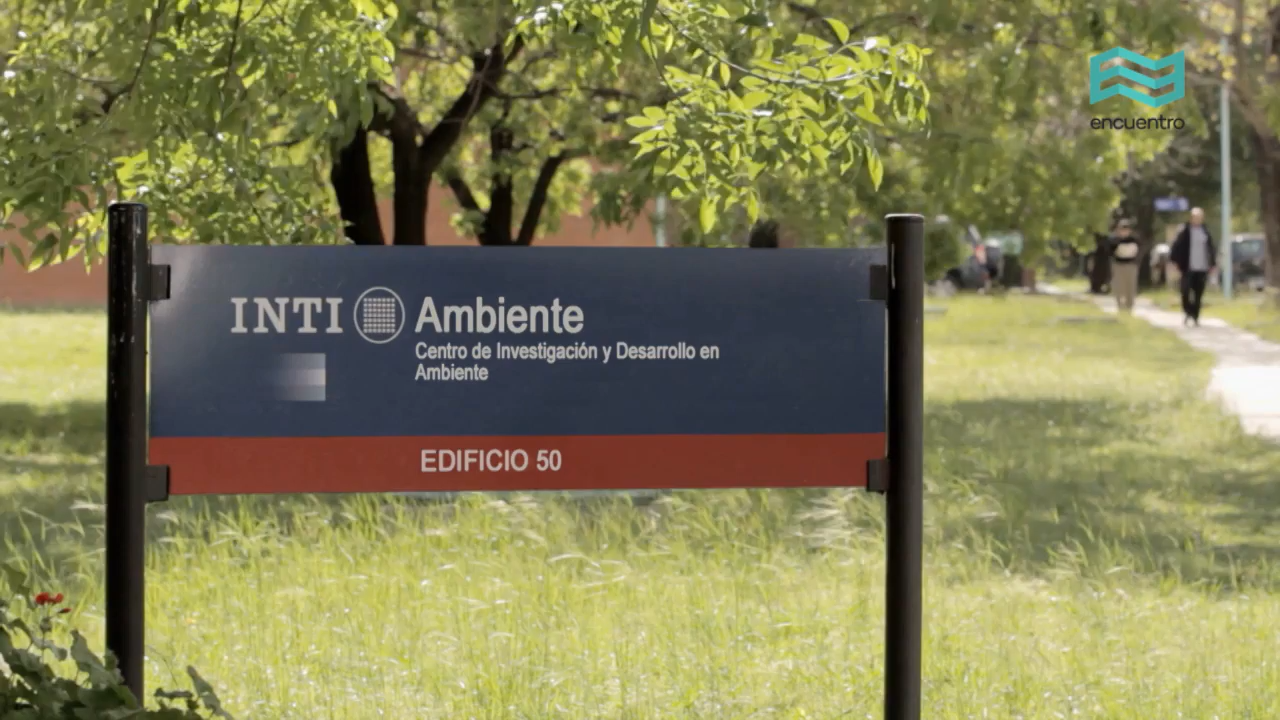 encuentro
INTI Ambiente
Centro de Investigación y Desarrollo en
Ambiente
EDIFICIO 50